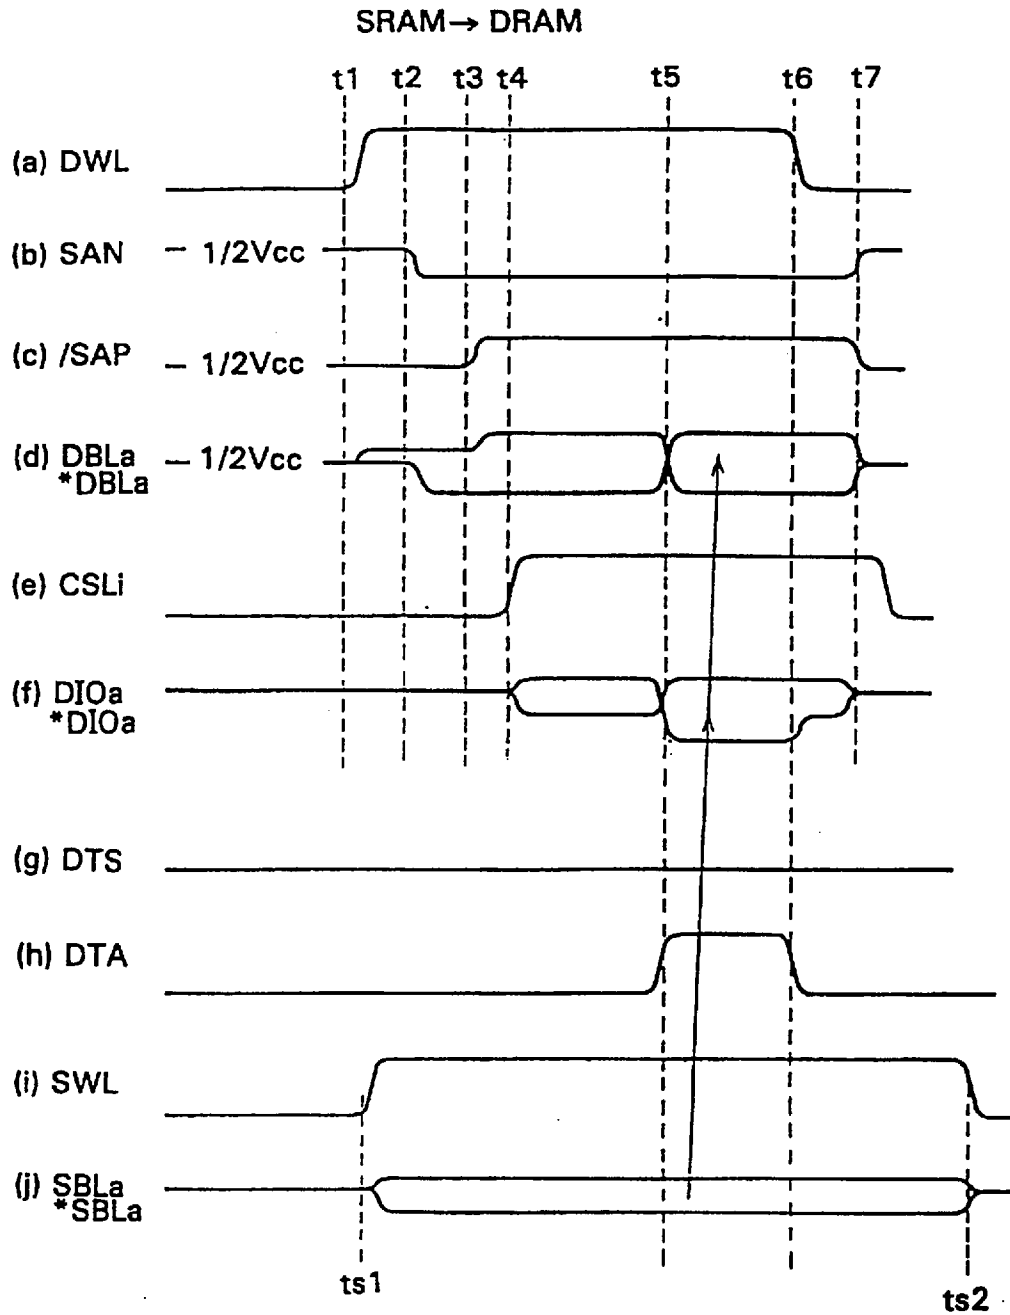 SRAM→ DRAM
t1 t2 t3 t4 t5 t6 t7
(a) DWL
(b) SAN – 1/2Vcc
(c) /SAP – 1/2Vcc
(d) DBLa – 1/2Vcc
*DBLa
(e) CSLi
(f) DIOa
*DIOa
(g) DTS
(h) DTA
(i) SWL
(j) SBLa
*SBLa
ts1 ts2